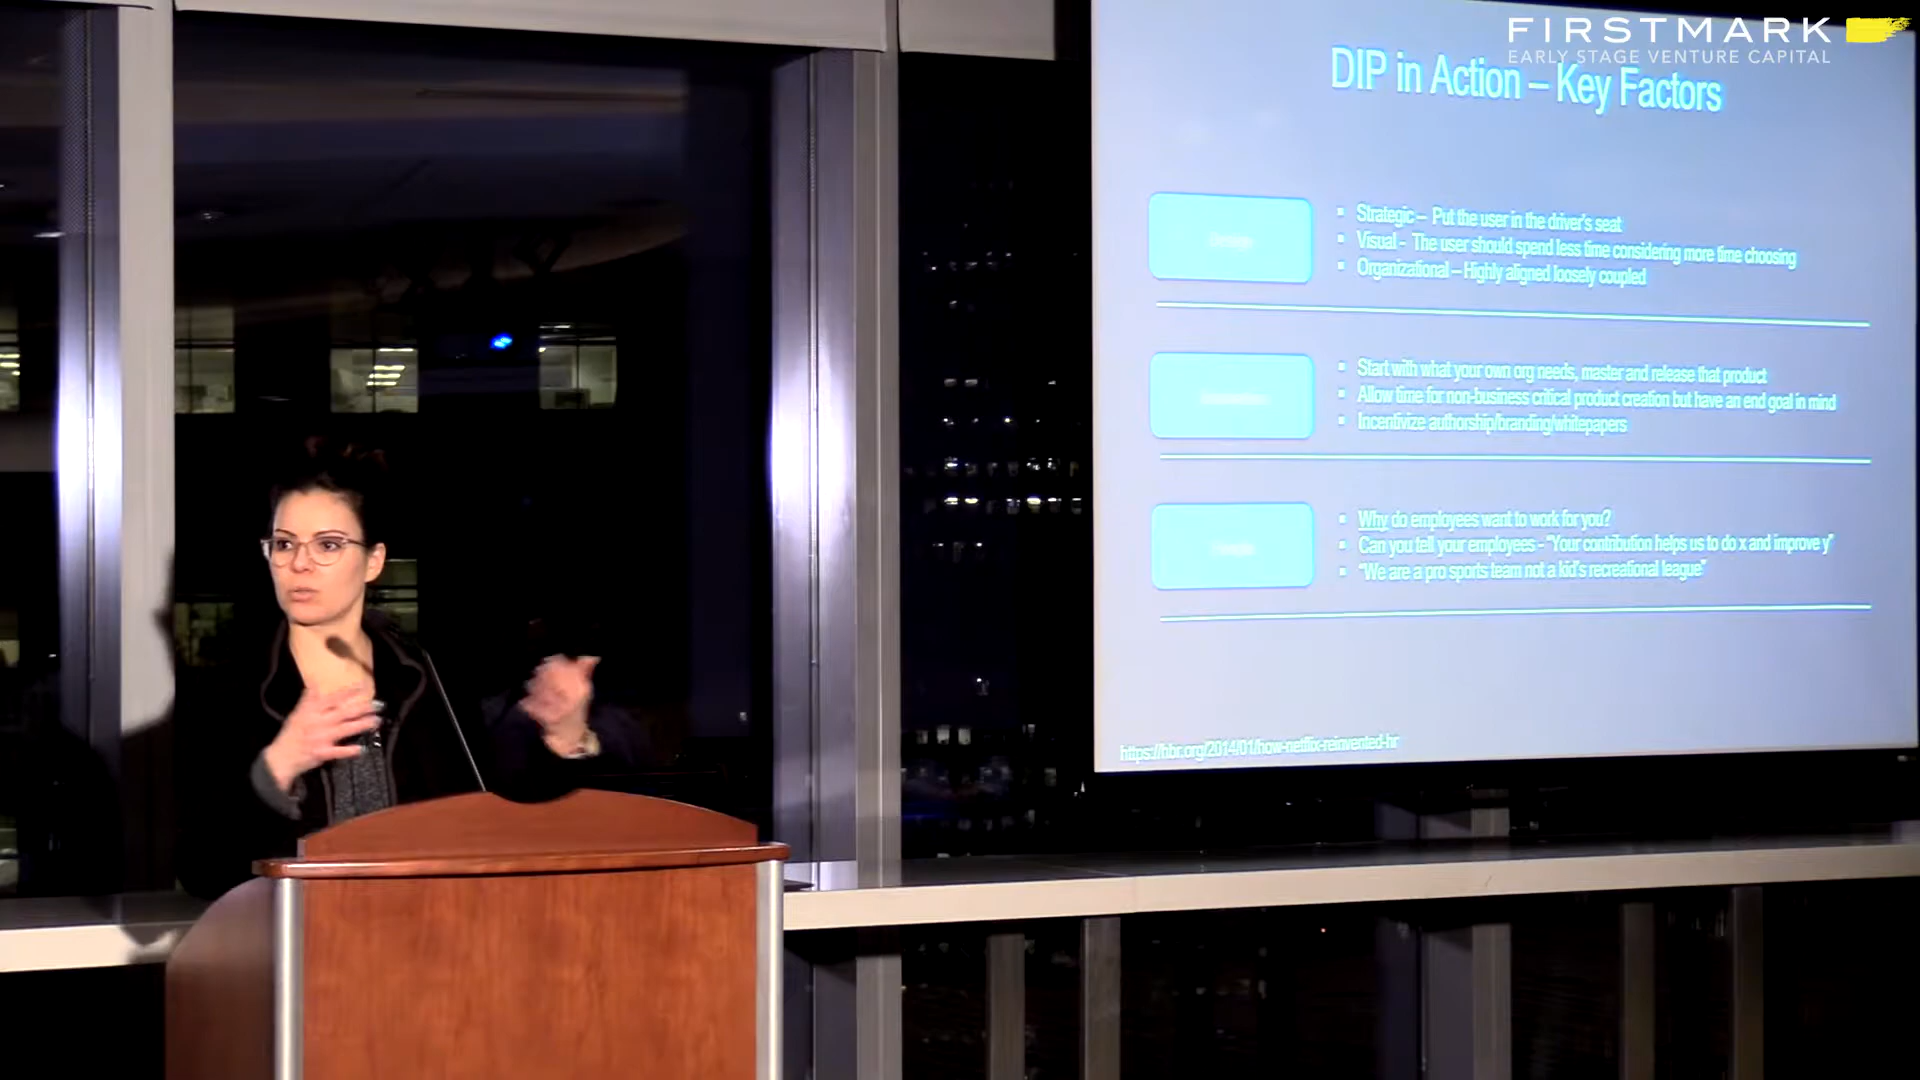 FIRSTMARK
EARLY STAGE VENTURE CAPITAL
DIP in Action – Key Factors
Strategic – Put the user in the driver's seat
Visual - The user should spend less time considering more time choosing
Organizational – Highly aligned loosely coupled
Start with what your own org needs, master and release that product
Allow time for non-business critical product creation but have an end goal in mind
Incentivize authorship/branding/whitepapers
Why do employees want to work for you?
Can you tell your employees - "Your contribution helps us to do x and improve y"
"We are a pro sports team not a kid's recreational league"
https://hbr.org/2014/01/how-netflix-reinvented-hr